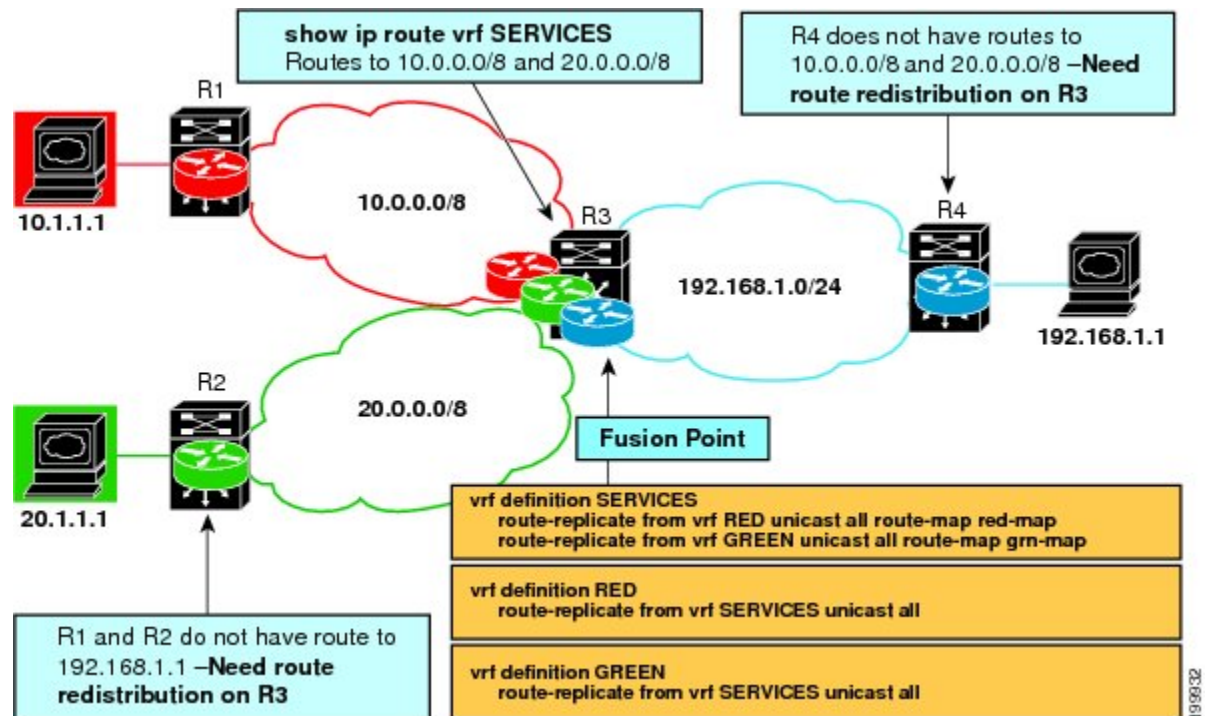 show ip route vrf SERVICES
Routes to 10.0.0.0/8 and 20.0.0.0/8
R4 does not have routes to
10.0.0.0/8 and 20.0.0.0/8 –Need
route redistribution on R3
R1
10.1.1.1
10.0.0.0/8
R3
R4
192.168.1.0/24
192.168.1.1
R2
20.0.0.0/8
20.1.1.1
Fusion Point
vrf definition SERVICES
route-replicate from vrf RED unicast all route-map red-map
route-replicate from vrf GREEN unicast all route-map grn-map
vrf definition RED
route-replicate from vrf SERVICES unicast all
vrf definition GREEN
route-replicate from vrf SERVICES unicast all
R1 and R2 do not have route to
192.168.1.1 –Need route
redistribution on R3
199932